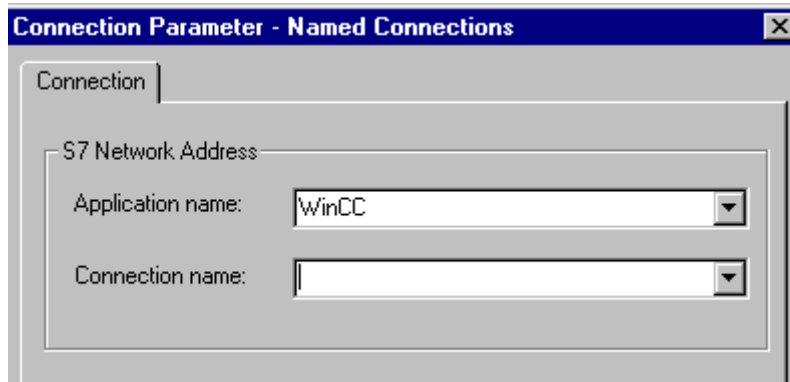 Connection Parameter - Named Connections
Connection
S7 Network Address
Application name: WinCC
Connection name: